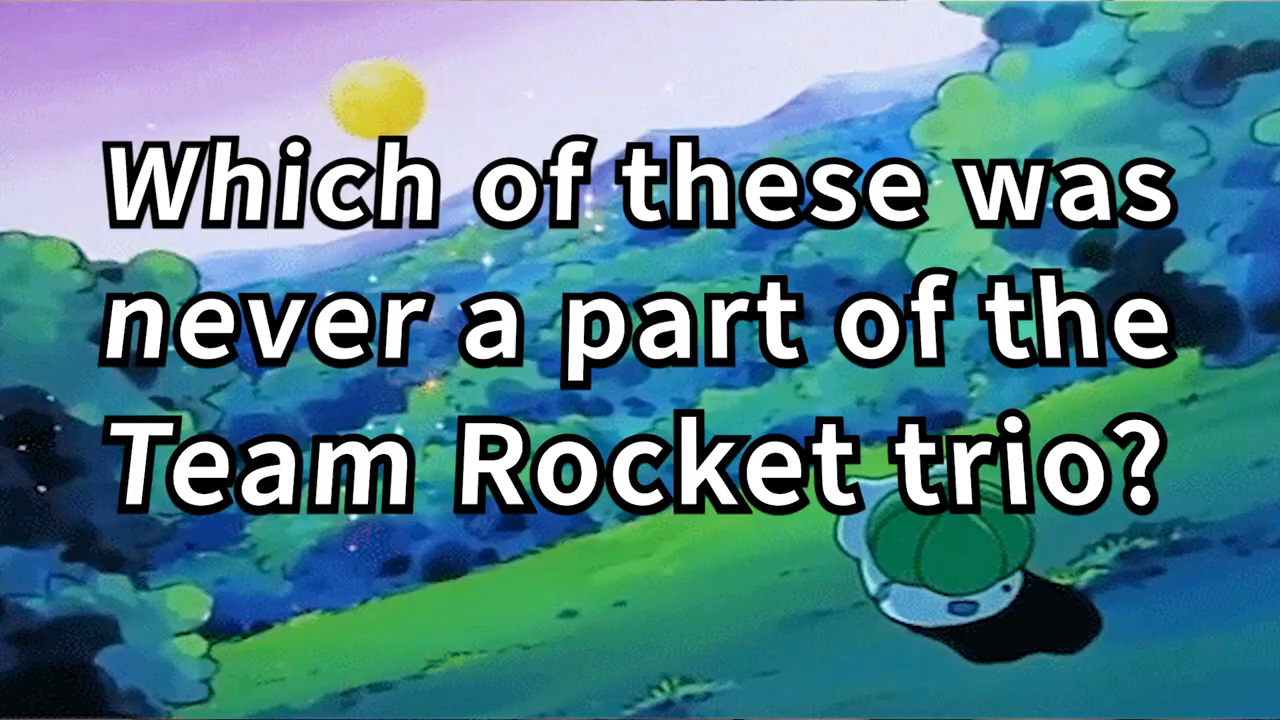 Which of these was
never a part of the
Team Rocket trio?